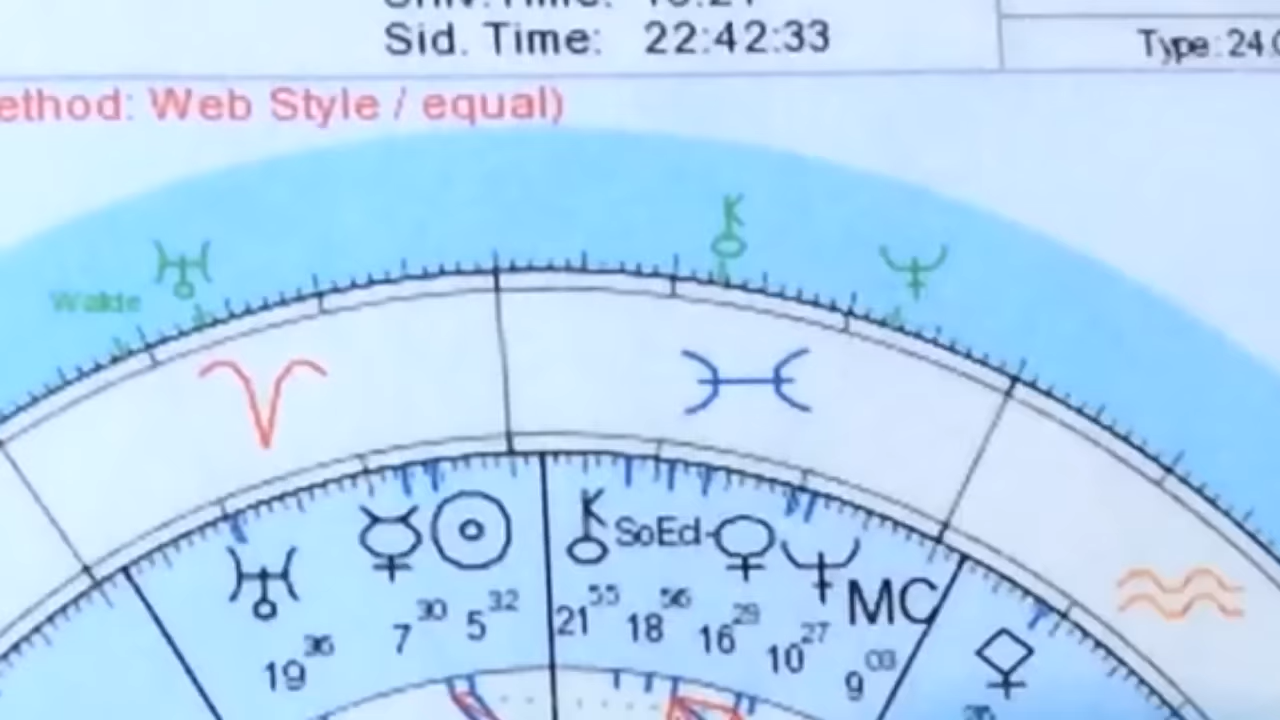 Sid. Time: 22:42:33
Type: 24.
ethod: Web Style / equal)
SoEd-
MC
19 36
7 30
5 32
21 55
18 56
16 29
10 27
9 03